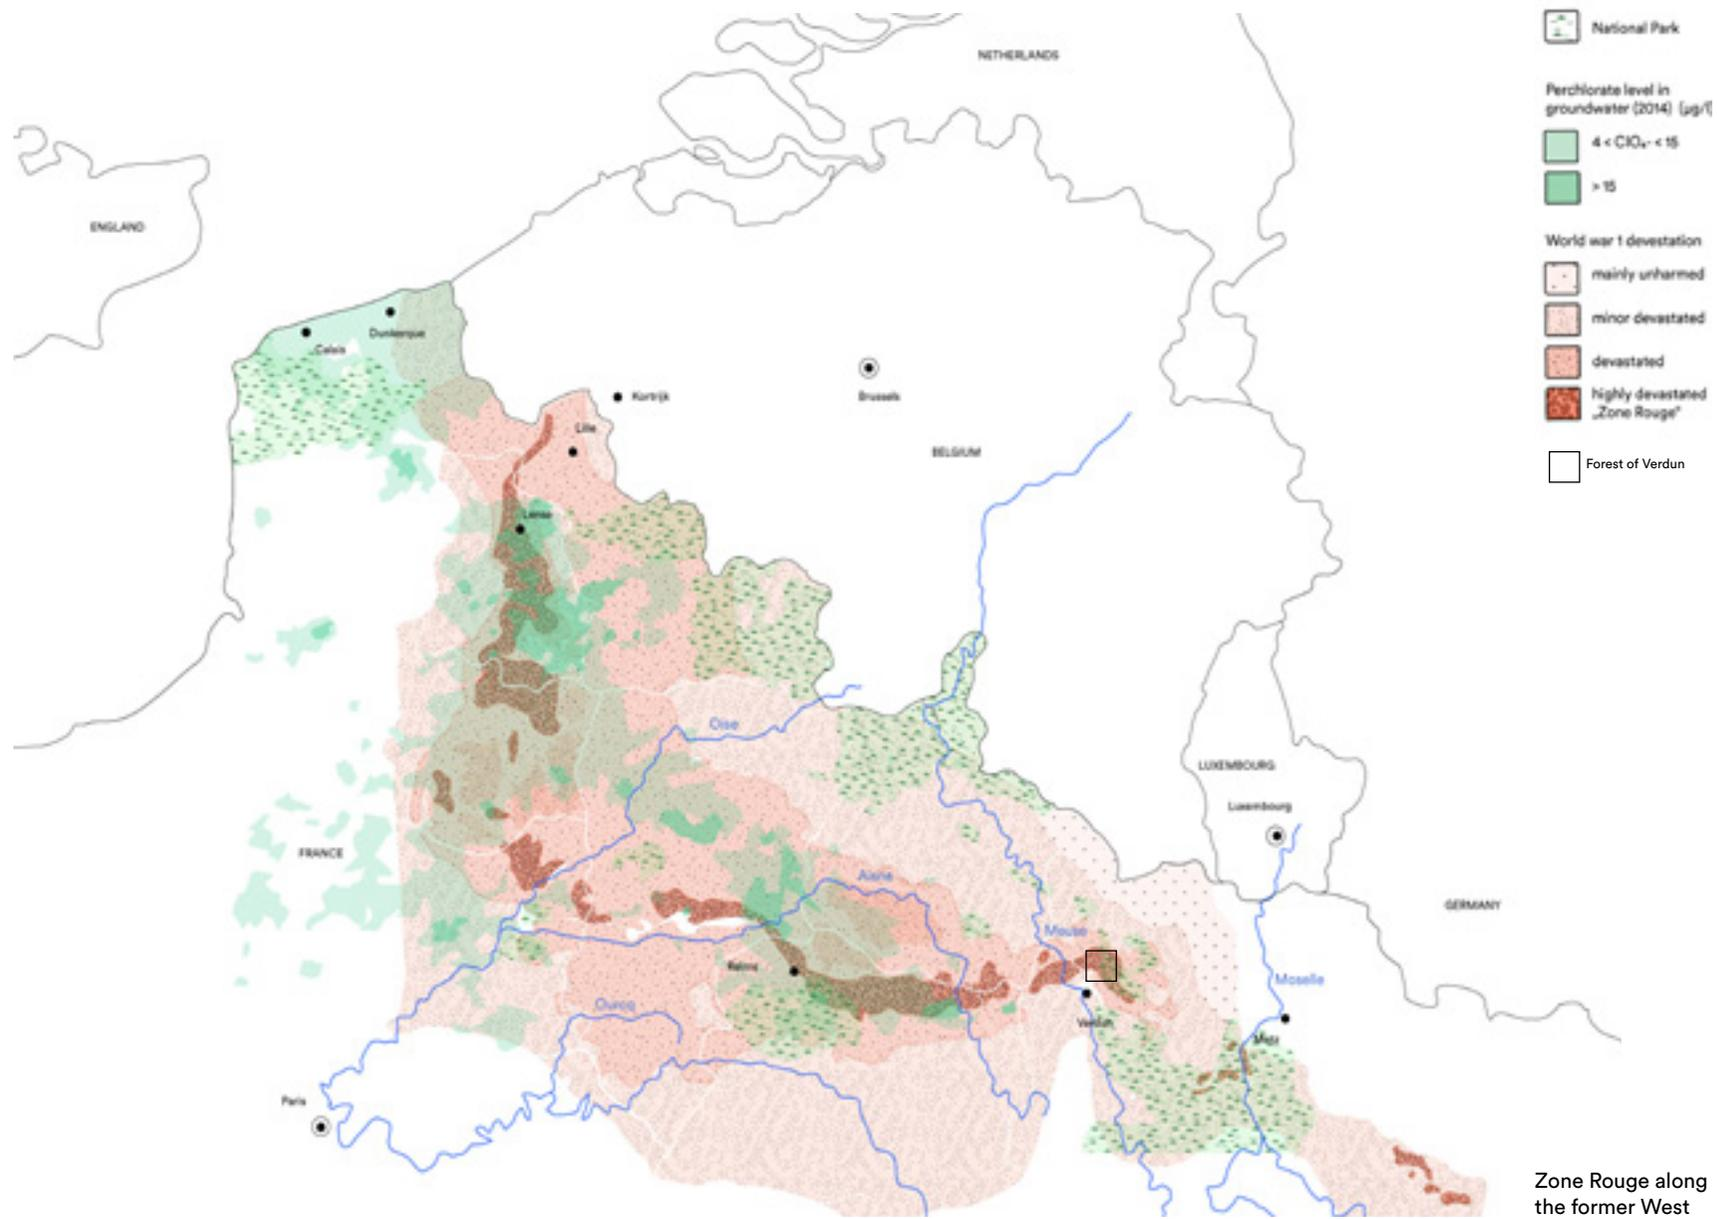 NETHERLANDS
ENGLAND
Dunkerque
Calais
Kortrijk
Brussels
Lille
BELGIUM
Lense
Oise
LUXEMBOURG
Luxembourg
FRANCE
Aisne
GERMANY
Meuse
Reims
Moselle
Ourcq
Verdun
Metz
Paris
National Park
Perchlorate level in
groundwater (2014) (µg/l)
4 < ClO₄- < 15
> 15
World war 1 devestation
mainly unharmed
minor devastated
devastated
highly devastated
„Zone Rouge"
Forest of Verdun
Zone Rouge along
the former West